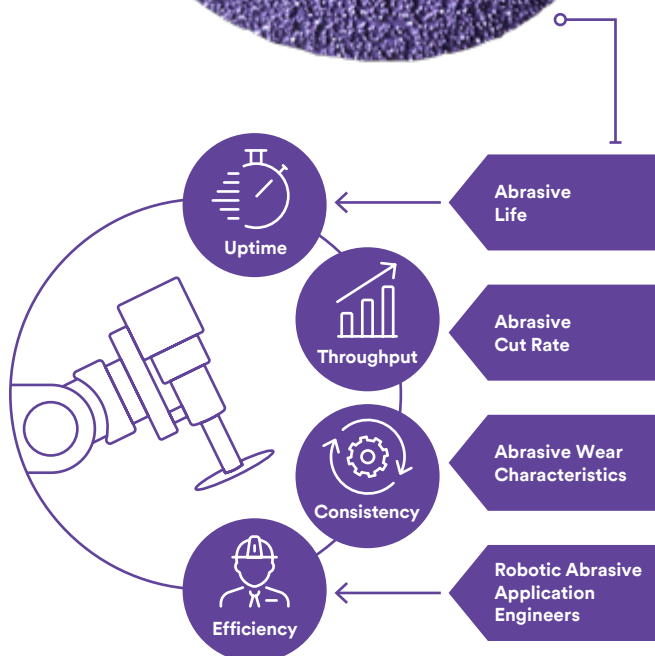 Uptime
Abrasive
Life
Throughput
Abrasive
Cut Rate
Consistency
Abrasive Wear
Characteristics
Efficiency
Robotic Abrasive
Application
Engineers